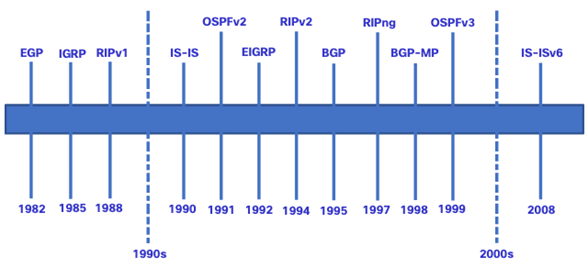 OSPFv2 RIPv2 RIPng OSPFv3
EGP IGRP RIPv1 IS-IS EIGRP BGP BGP-MP IS-ISv6
1982 1985 1988 1990 1991 1992 1994 1995 1997 1998 1999 2008
1990s 2000s